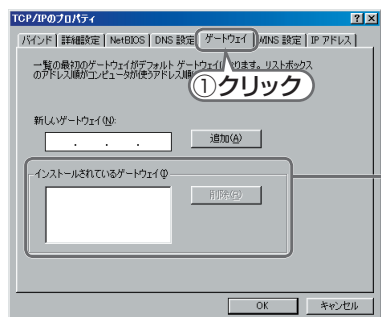 TCP/IPのプロパティ
バインド 詳細設定 NetBIOS DNS 設定 ゲートウェイ WINS 設定 IP アドレス
一覧の最初のゲートウェイがデフォルト ゲートウェイになります。リストボックス
のアドレス順がコンピュータが使うアドレス順
①クリック
新しいゲートウェイ(N):
. . .
追加(A)
インストールされているゲートウェイ(I)
削除(R)
OK キャンセル